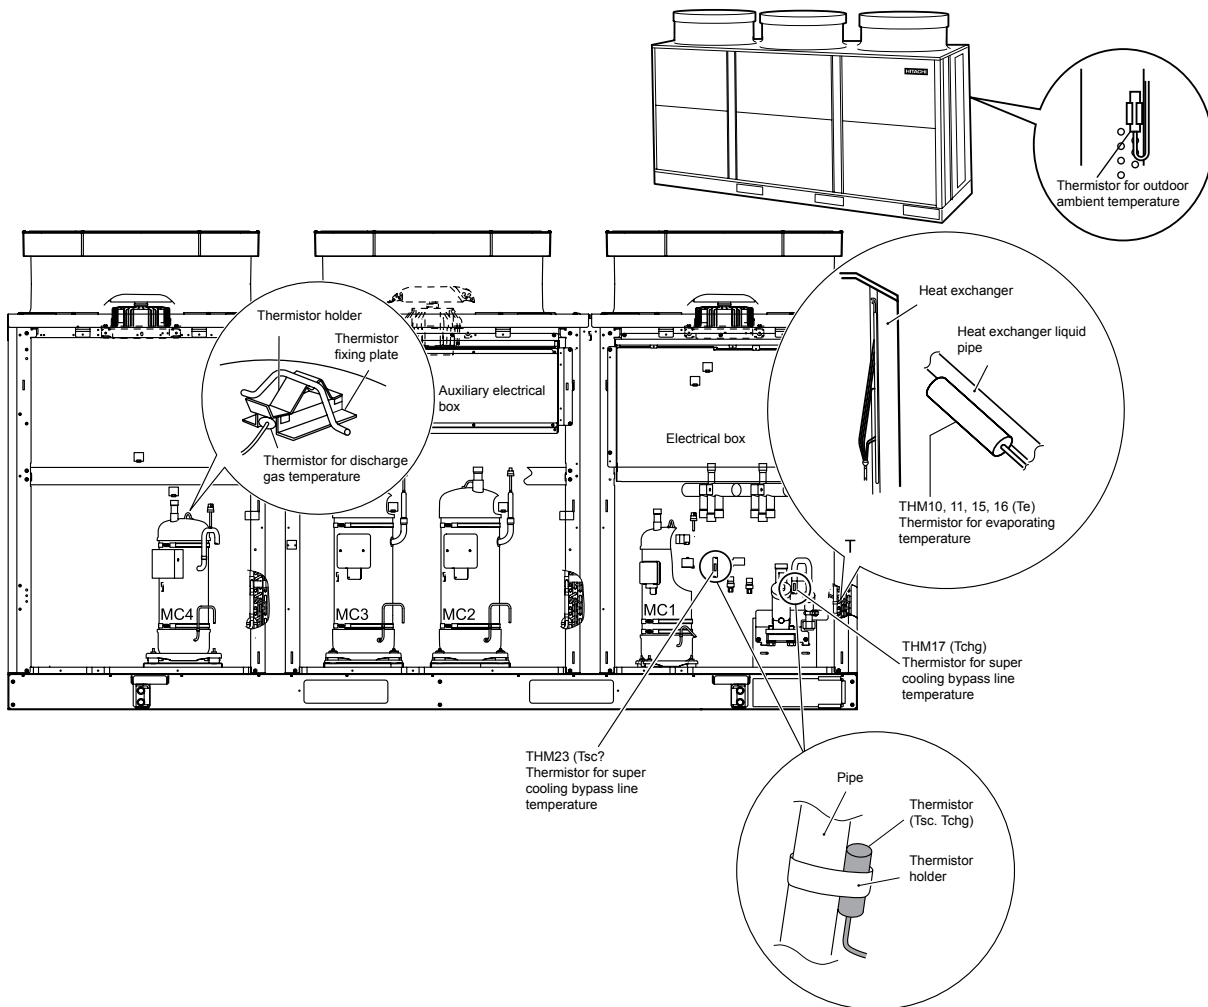 HITACHI
Thermistor for outdoor
ambient temperature
Thermistor holder
Thermistor
fixing plate
Thermistor for discharge
gas temperature
Auxiliary electrical
box
Electrical box
Heat exchanger
Heat exchanger liquid
pipe
THM10, 11, 15, 16 (Te)
Thermistor for evaporating
temperature
T
MC4
MC3
MC2
MC1
THM17 (Tchg)
Thermistor for super
cooling bypass line
temperature
THM23 (Tsc?
Thermistor for super
cooling bypass line
temperature
Pipe
Thermistor
(Tsc. Tchg)
Thermistor
holder